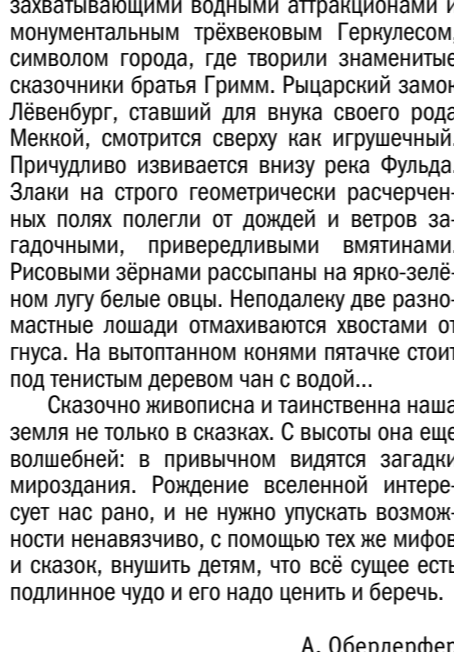 захватывающими водными аттракционами и
монументальным трёхвековым Геркулесом,
символом города, где творили знаменитые
сказочники братья Гримм. Рыцарский замок
Лёвенбург, ставший для внука своего рода
Меккой, смотрится сверху как игрушечный.
Причудливо извивается внизу река Фульда.
Злаки на строго геометрически расчерчен-
ных полях полегли от дождей и ветров за-
гадочными, привередливыми вмятинами.
Рисовыми зёрнами рассыпаны на ярко-зелё-
ном лугу белые овцы. Неподалеку две разно-
мастные лошади отмахиваются хвостами от
гнуса. На вытоптанном конями пятачке стоит
под тенистым деревом чан с водой...
Сказочно живописна и таинственна наша
земля не только в сказках. С высоты она еще
волшебней: в привычном видятся загадки
мироздания. Рождение вселенной интере-
сует нас рано, и не нужно упускать возмож-
ности ненавязчиво, с помощью тех же мифов
и сказок, внушить детям, что всё сущее есть
подлинное чудо и его надо ценить и беречь.
А. Обердерфер